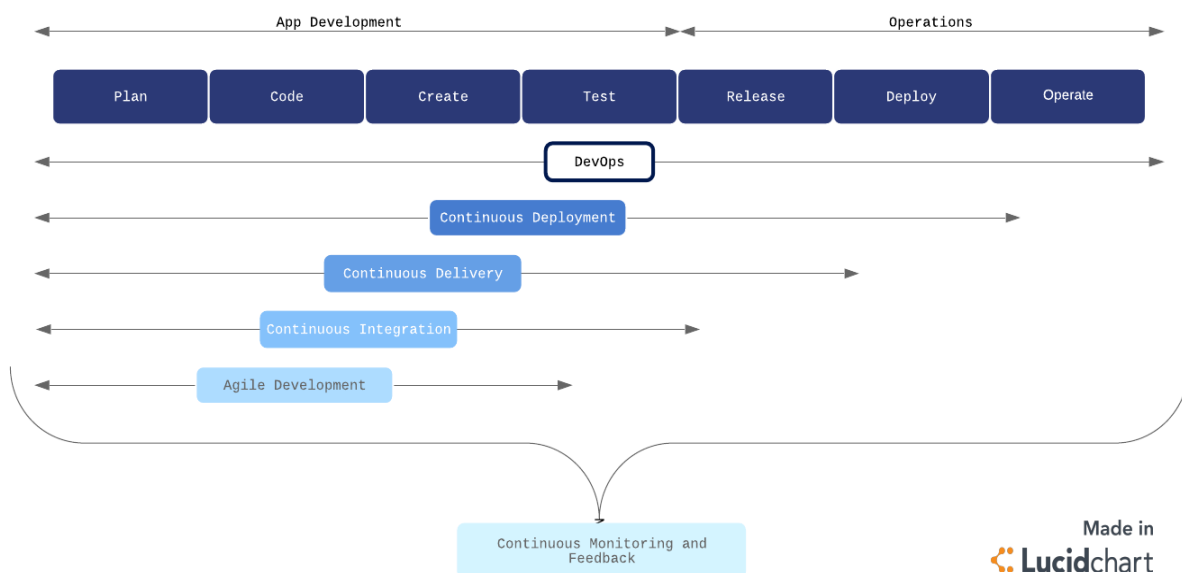 App Development
Operations
Plan
Code
Create
Test
Release
Deploy
Operate
DevOps
Continuous Deployment
Continuous Delivery
Continuous Integration
Agile Development
Continuous Monitoring and
Feedback
Made in
Lucidchart